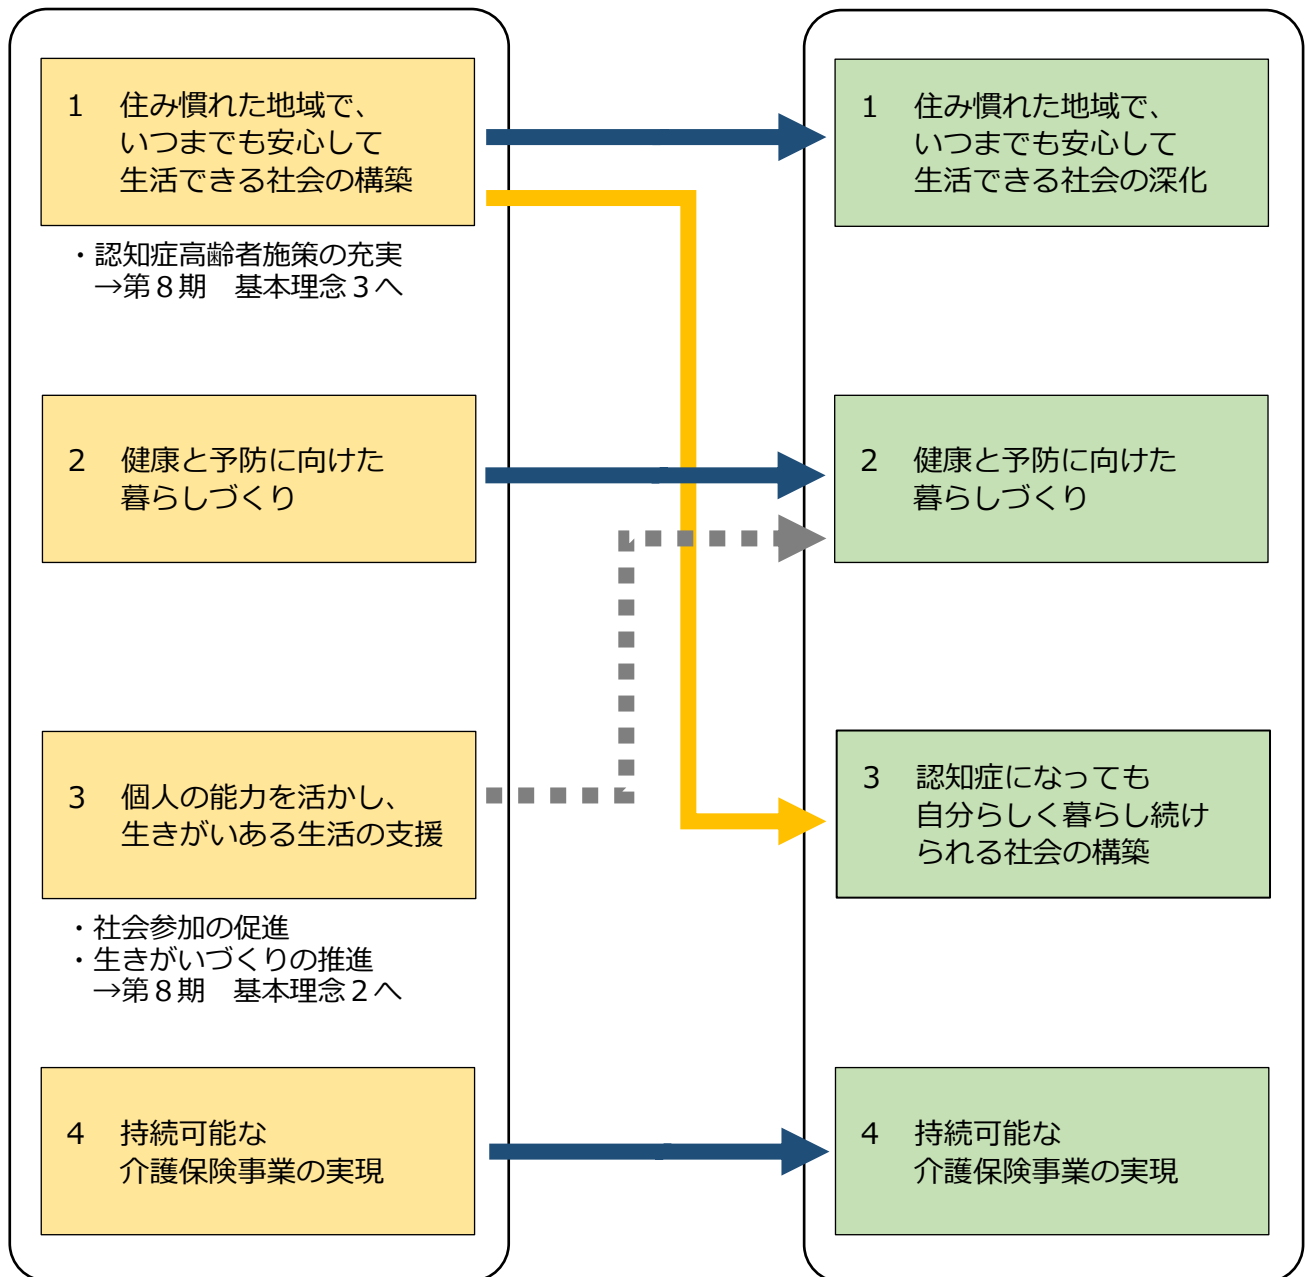 1 住み慣れた地域で、
いつまでも安心して
生活できる社会の構築
・認知症高齢者施策の充実
→第８期　基本理念３へ
2 健康と予防に向けた
暮らしづくり
3 個人の能力を活かし、
生きがいある生活の支援
・社会参加の促進
・生きがいづくりの推進
→第８期　基本理念２へ
4 持続可能な
介護保険事業の実現
1 住み慣れた地域で、
いつまでも安心して
生活できる社会の深化
2 健康と予防に向けた
暮らしづくり
3 認知症になっても
自分らしく暮らし続け
られる社会の構築
4 持続可能な
介護保険事業の実現